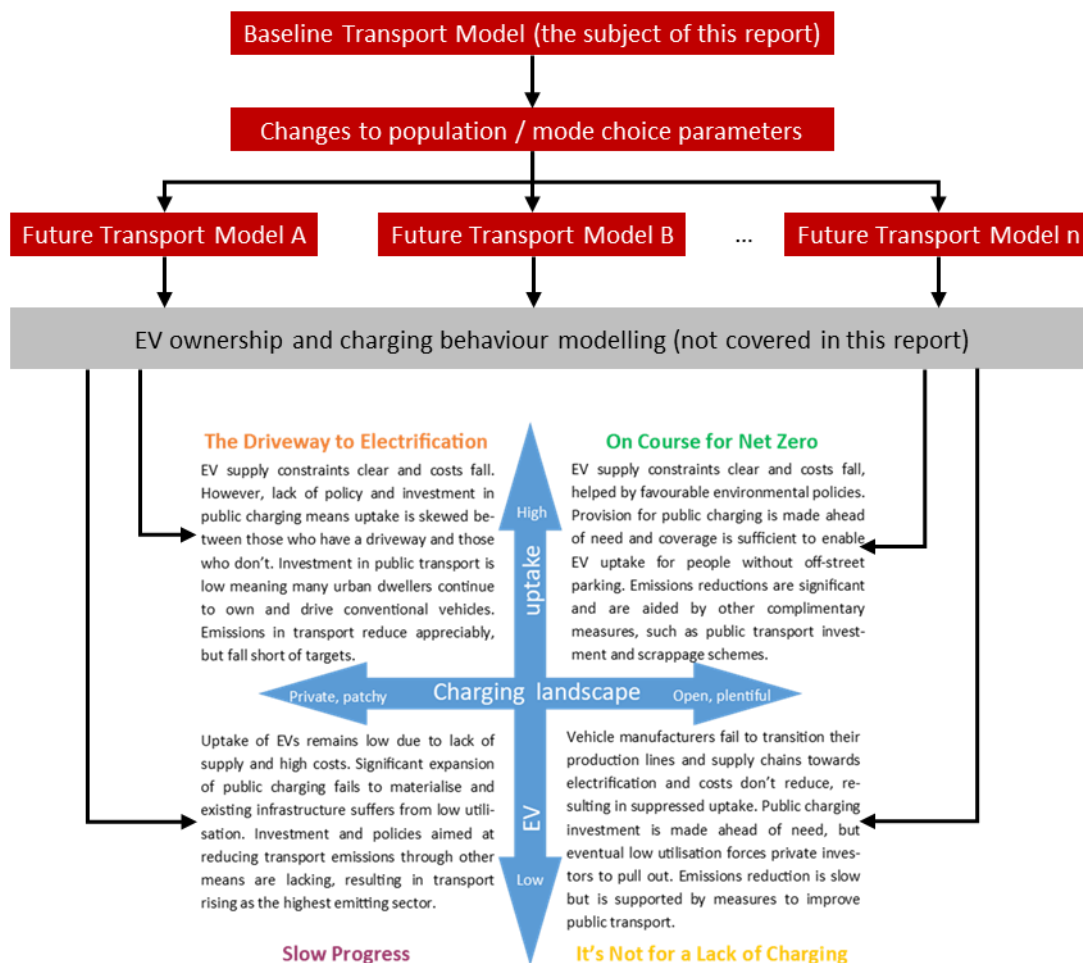 Baseline Transport Model (the subject of this report)
Changes to population / mode choice parameters
Future Transport Model A
Future Transport Model B
...
Future Transport Model n
EV ownership and charging behaviour modelling (not covered in this report)
The Driveway to Electrification
EV supply constraints clear and costs fall.
However, lack of policy and investment in
public charging means uptake is skewed be-
tween those who have a driveway and those
who don't. Investment in public transport is
low meaning many urban dwellers continue
to own and drive conventional vehicles.
Emissions in transport reduce appreciably,
but fall short of targets.
On Course for Net Zero
EV supply constraints clear and costs fall,
helped by favourable environmental policies.
Provision for public charging is made ahead
of need and coverage is sufficient to enable
EV uptake for people without off-street
parking. Emissions reductions are significant
and are aided by other complimentary
measures, such as public transport invest-
ment and scrappage schemes.
High
EV uptake
Low
Private, patchy
Charging landscape
Open, plentiful
Uptake of EVs remains low due to lack of
supply and high costs. Significant expansion
of public charging fails to materialise and
existing infrastructure suffers from low utili-
sation. Investment and policies aimed at
reducing transport emissions through other
means are lacking, resulting in transport
rising as the highest emitting sector.
Slow Progress
Vehicle manufacturers fail to transition their
production lines and supply chains towards
electrification and costs don't reduce, re-
sulting in suppressed uptake. Public charging
investment is made ahead of need, but
eventual low utilisation forces private inves-
tors to pull out. Emissions reduction is slow
but is supported by measures to improve
public transport.
It's Not for a Lack of Charging